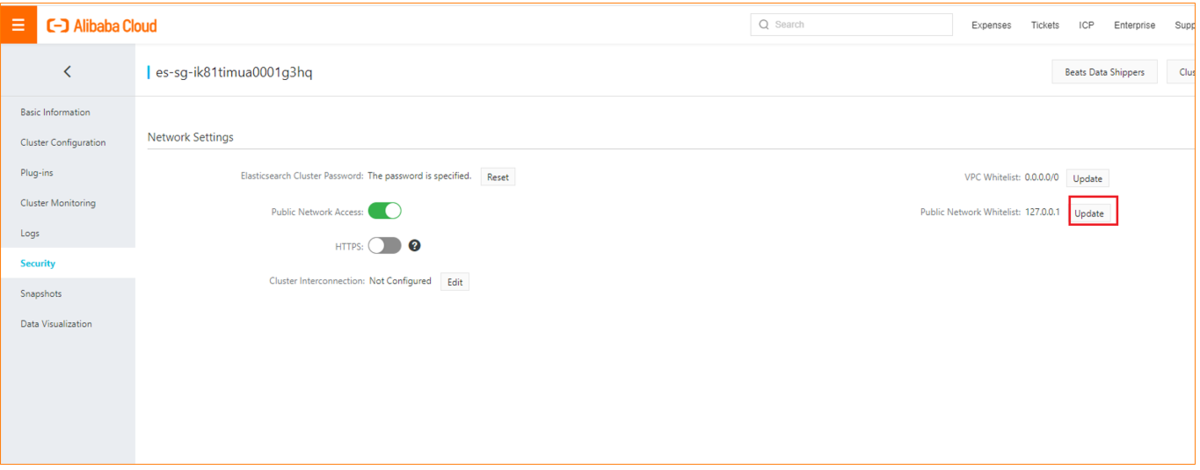 Alibaba Cloud
Search
Expenses Tickets ICP Enterprise Supp
es-sg-ik81timua0001g3hq
Beats Data Shippers
Clus
Basic Information
Cluster Configuration
Plug-ins
Cluster Monitoring
Logs
Security
Snapshots
Data Visualization
Network Settings
Elasticsearch Cluster Password: The password is specified. Reset
VPC Whitelist: 0.0.0.0/0 Update
Public Network Access:
Public Network Whitelist: 127.0.0.1 Update
HTTPS: ?
Cluster Interconnection: Not Configured Edit